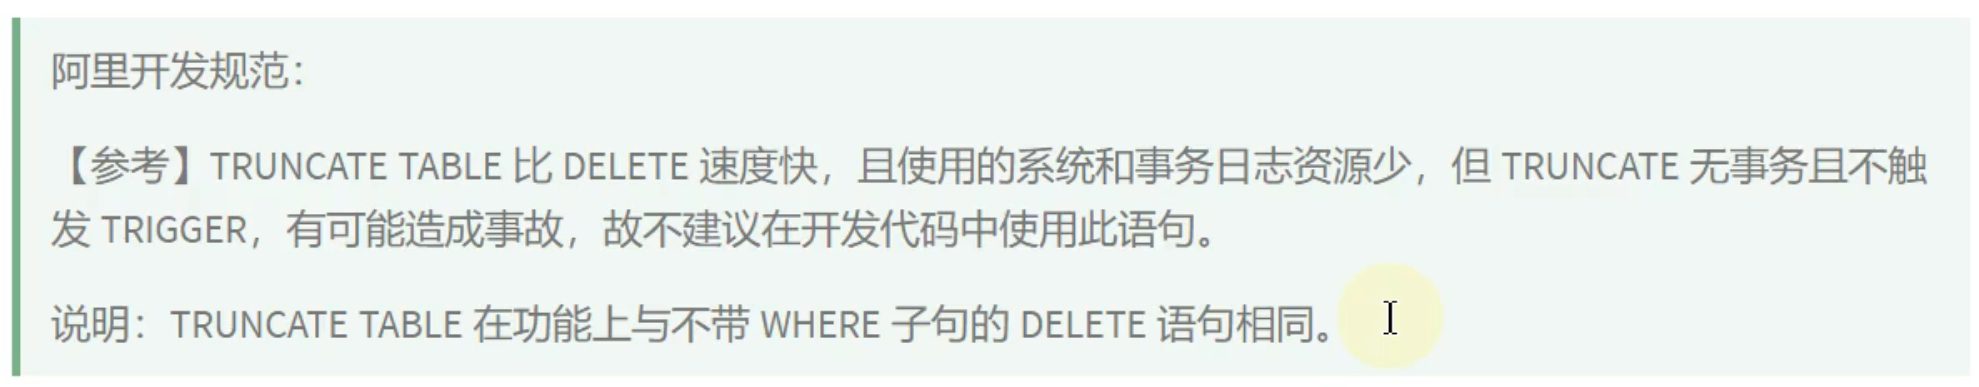 阿里开发规范：
【参考】TRUNCATE TABLE 比 DELETE 速度快，且使用的系统和事务日志资源少，但 TRUNCATE 无事务且不触
发 TRIGGER，有可能造成事故，故不建议在开发代码中使用此语句。
说明：TRUNCATE TABLE 在功能上与不带 WHERE 子句的 DELETE 语句相同。